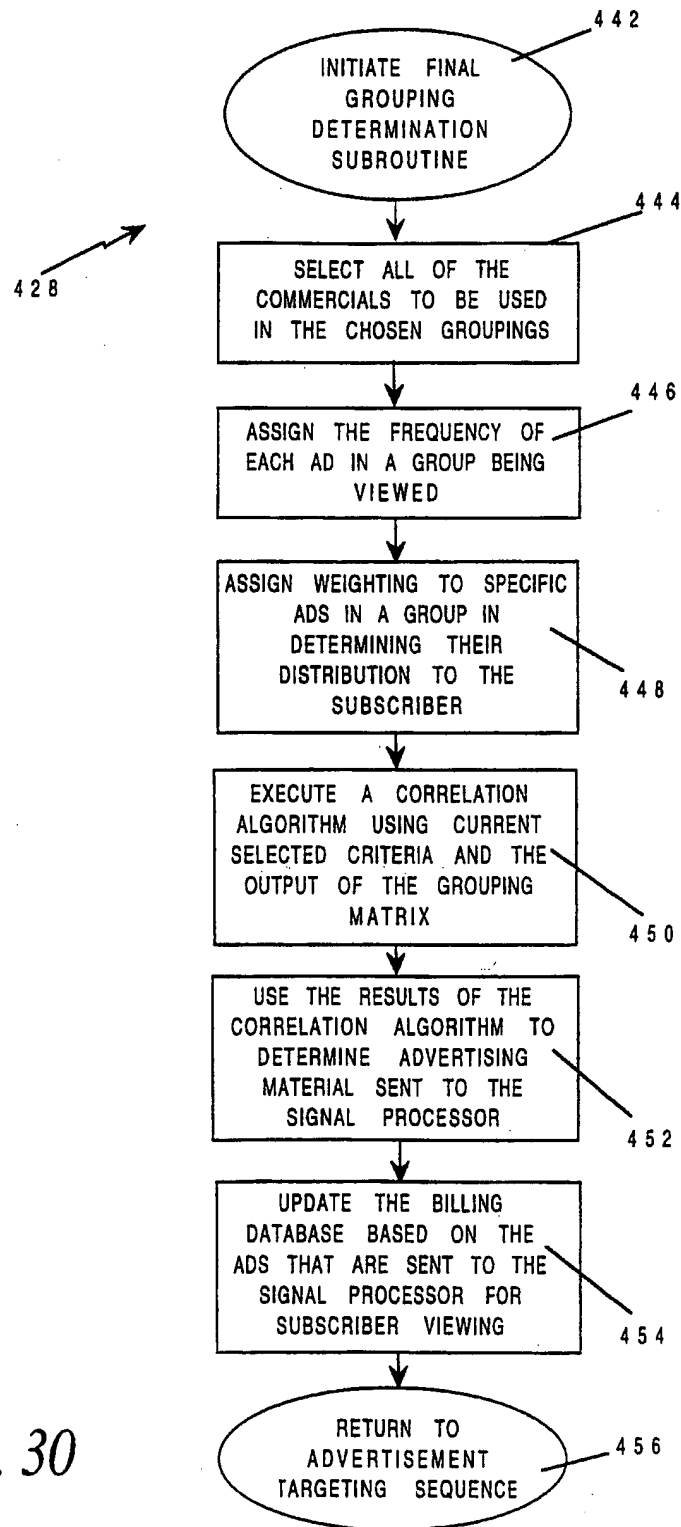 442
INITIATE FINAL
GROUPING
DETERMINATION
SUBROUTINE
428
444
SELECT ALL OF THE
COMMERCIALS TO BE USED
IN THE CHOSEN GROUPINGS
446
ASSIGN THE FREQUENCY OF
EACH AD IN A GROUP BEING
VIEWED
ASSIGN WEIGHTING TO SPECIFIC
ADS IN A GROUP IN
DETERMINING THEIR
DISTRIBUTION TO THE
SUBSCRIBER
448
EXECUTE A CORRELATION
ALGORITHM USING CURRENT
SELECTED CRITERIA AND THE
OUTPUT OF THE GROUPING
MATRIX
450
USE THE RESULTS OF THE
CORRELATION ALGORITHM TO
DETERMINE ADVERTISING
MATERIAL SENT TO THE
SIGNAL PROCESSOR
452
UPDATE THE BILLING
DATABASE BASED ON THE
ADS THAT ARE SENT TO THE
SIGNAL PROCESSOR FOR
SUBSCRIBER VIEWING
454
RETURN TO
ADVERTISEMENT
TARGETING SEQUENCE
456
. 30